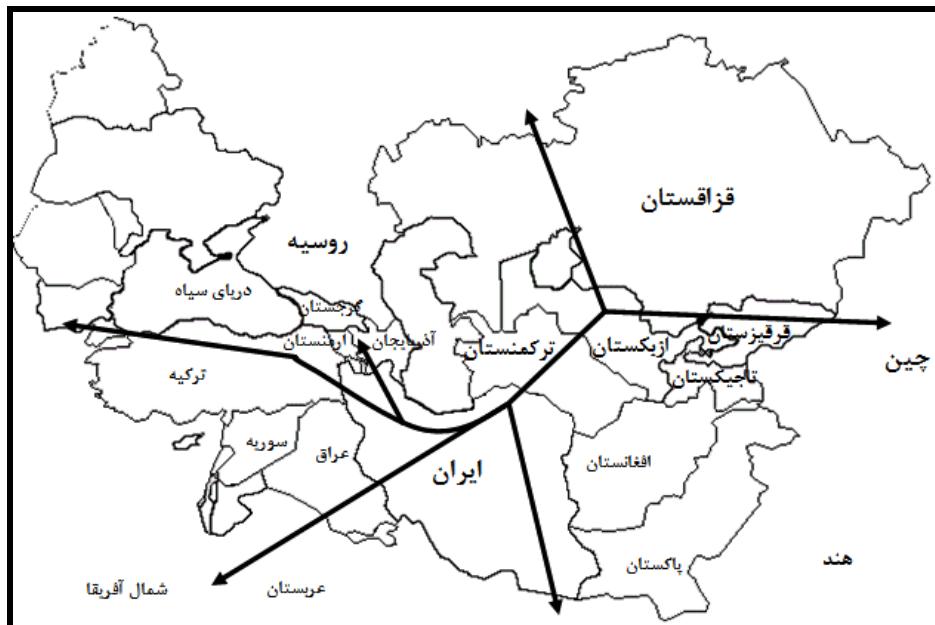 قزاقستان
روسیه
دریای سیاه
گرجستان
ارمنستان
آذربایجان
ترکمنستان
ازبکستان
قرقیزستان
چین
ترکیه
تاجیکستان
سوریه
عراق
ایران
افغانستان
پاکستان
هند
شمال آفریقا
عربستان